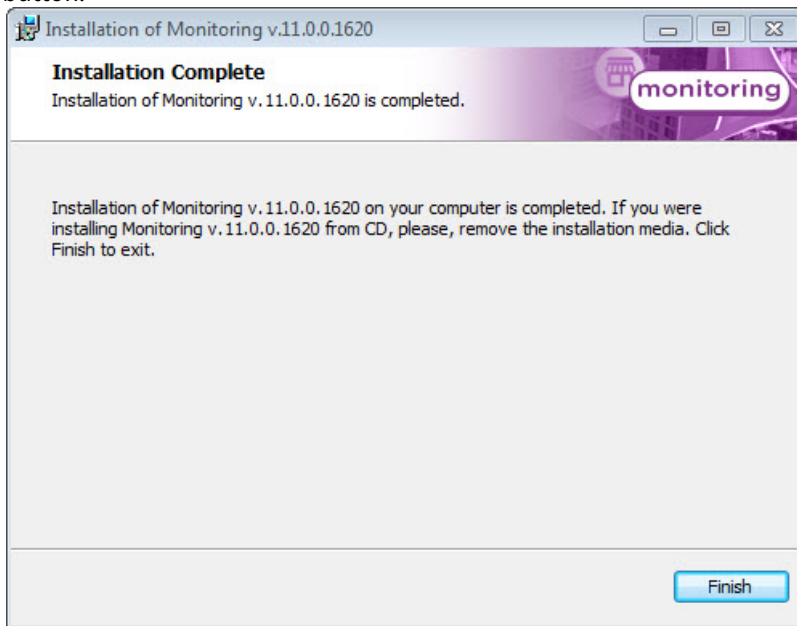 button.
Installation of Monitoring v.11.0.0.1620
Installation Complete
Installation of Monitoring v.11.0.0.1620 is completed.
monitoring
Installation of Monitoring v.11.0.0.1620 on your computer is completed. If you were
installing Monitoring v.11.0.0.1620 from CD, please, remove the installation media. Click
Finish to exit.
Finish